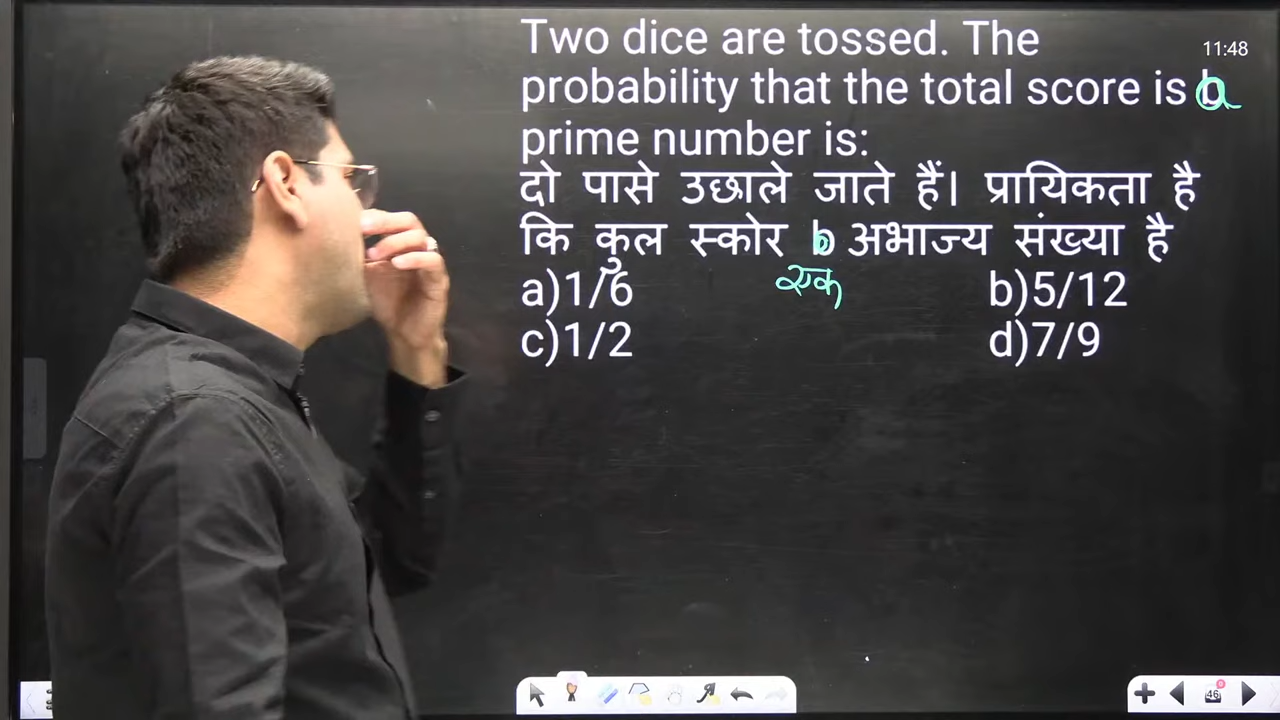 Two dice are tossed. The
11:48
probability that the total score is a
prime number is:
दो पासे उछाले जाते हैं। प्रायिकता है
कि कुल स्कोर b अभाज्य संख्या है
एक
a)1/6 b)5/12
c)1/2 d)7/9
46